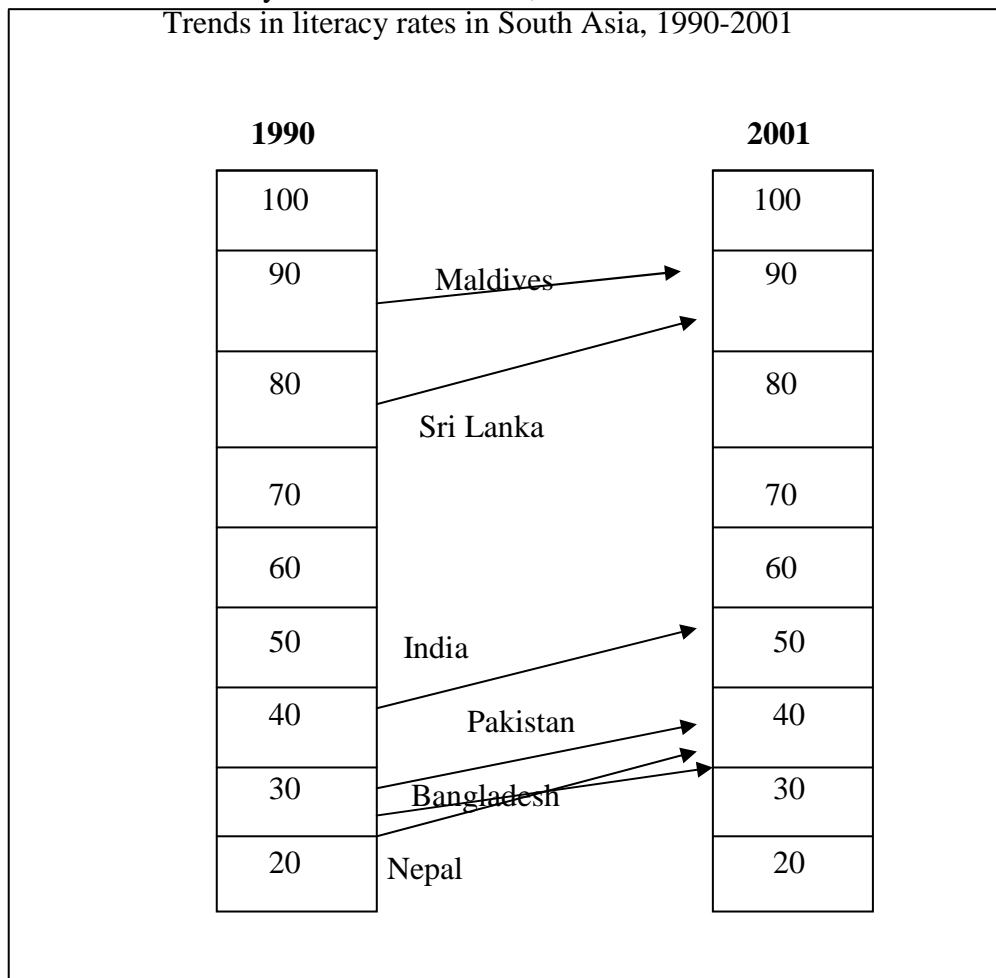 Trends in literacy rates in South Asia, 1990-2001
1990 2001
100 100
90 Maldives 90
80 80
Sri Lanka
70 70
60 60
50 India 50
40 Pakistan 40
30 Bangladesh 30
20 Nepal 20